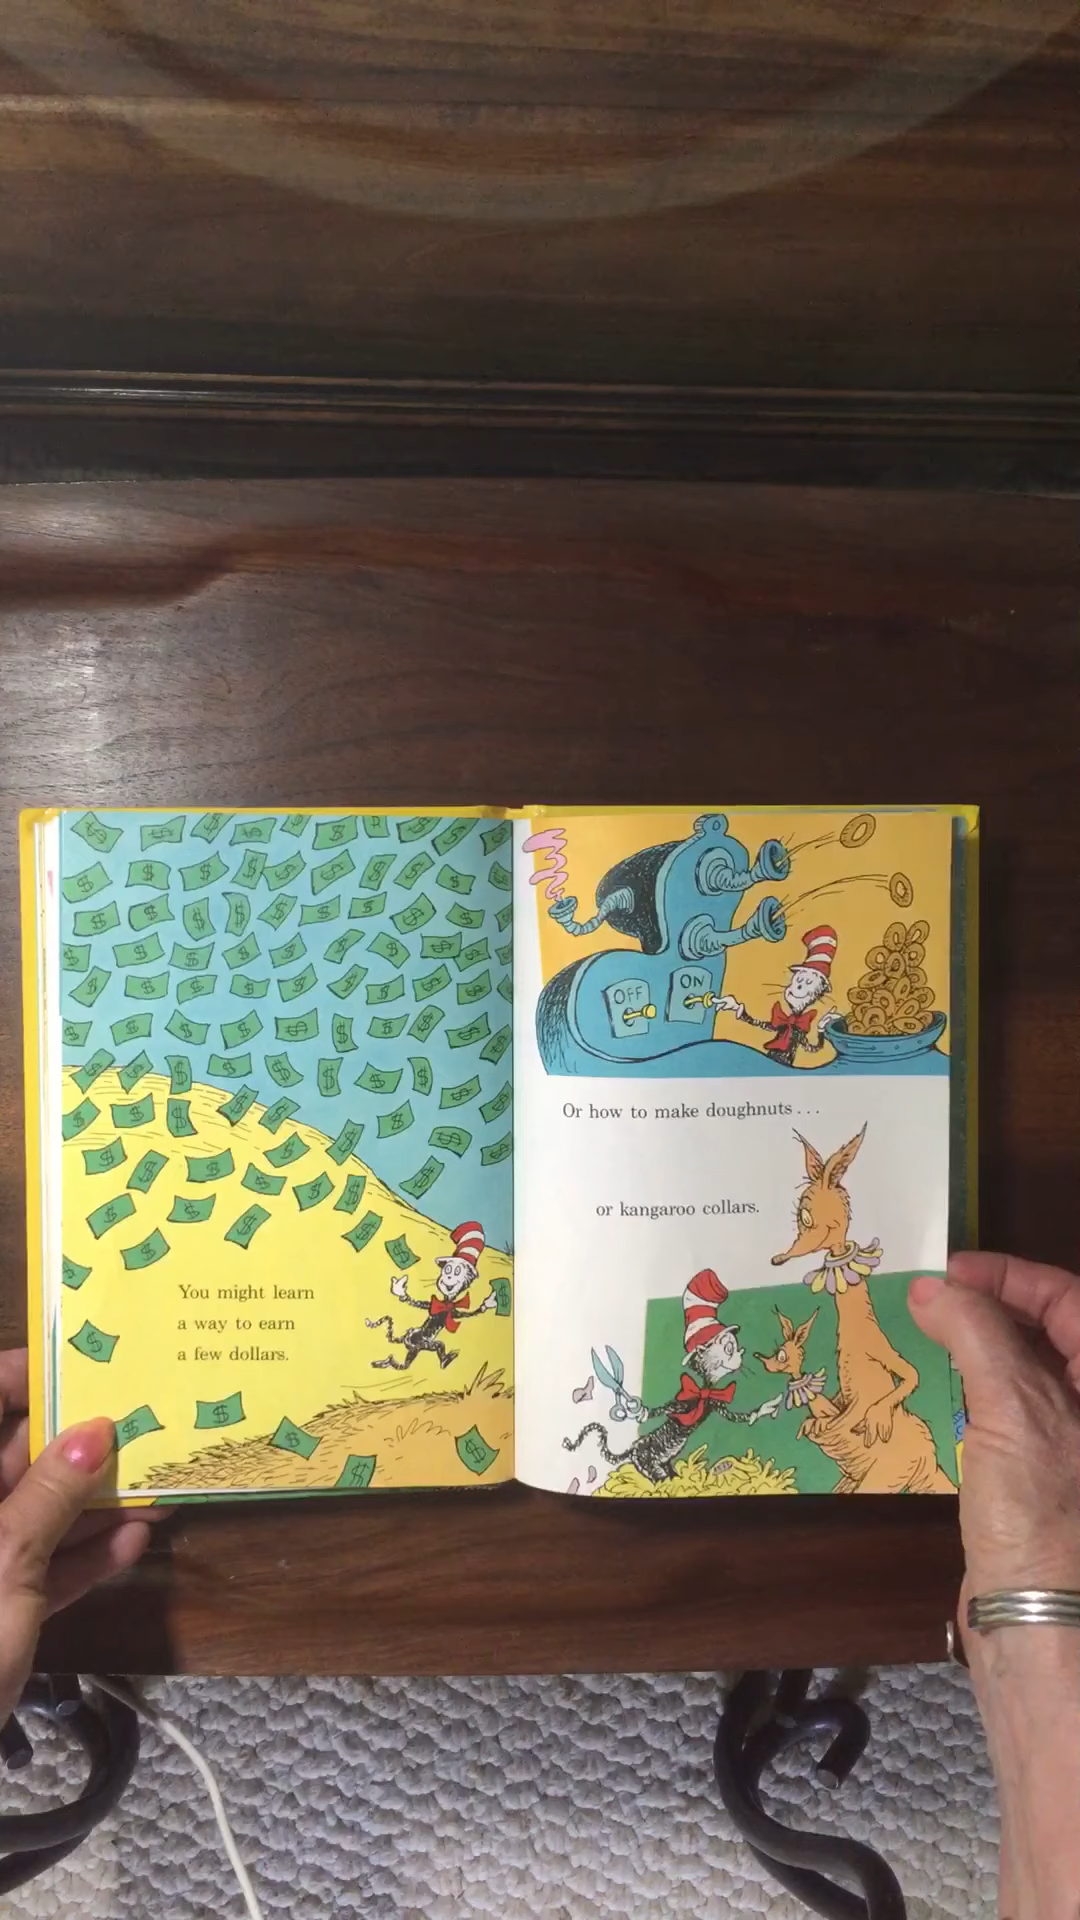 You might learn
a way to earn
a few dollars.
OFF
ON
Or how to make doughnuts . . .
or kangaroo collars.